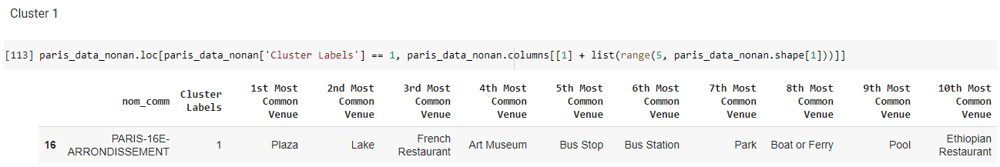 Cluster 1
[113] paris_data_nonan.loc[paris_data_nonan['Cluster Labels'] == 1, paris_data_nonan.columns[[1] + list(range(5, paris_data_nonan.shape[1]))]]
nom_comm Cluster Labels 1st Most Common Venue 2nd Most Common Venue 3rd Most Common Venue 4th Most Common Venue 5th Most Common Venue 6th Most Common Venue 7th Most Common Venue 8th Most Common Venue 9th Most Common Venue 10th Most Common Venue
16 PARIS-16E-ARRONDISSEMENT 1 Plaza Lake French Restaurant Art Museum Bus Stop Bus Station Park Boat or Ferry Pool Ethiopian Restaurant